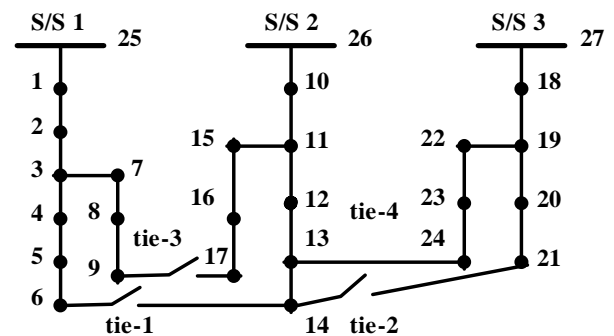 S/S 1 S/S 2 S/S 3
25 26 27
1 10 18
2
15 11 22 19
3 7
4 8 16 12 tie-4 23 20
tie-3
5 9 17 13 24 21
6
tie-1 14 tie-2